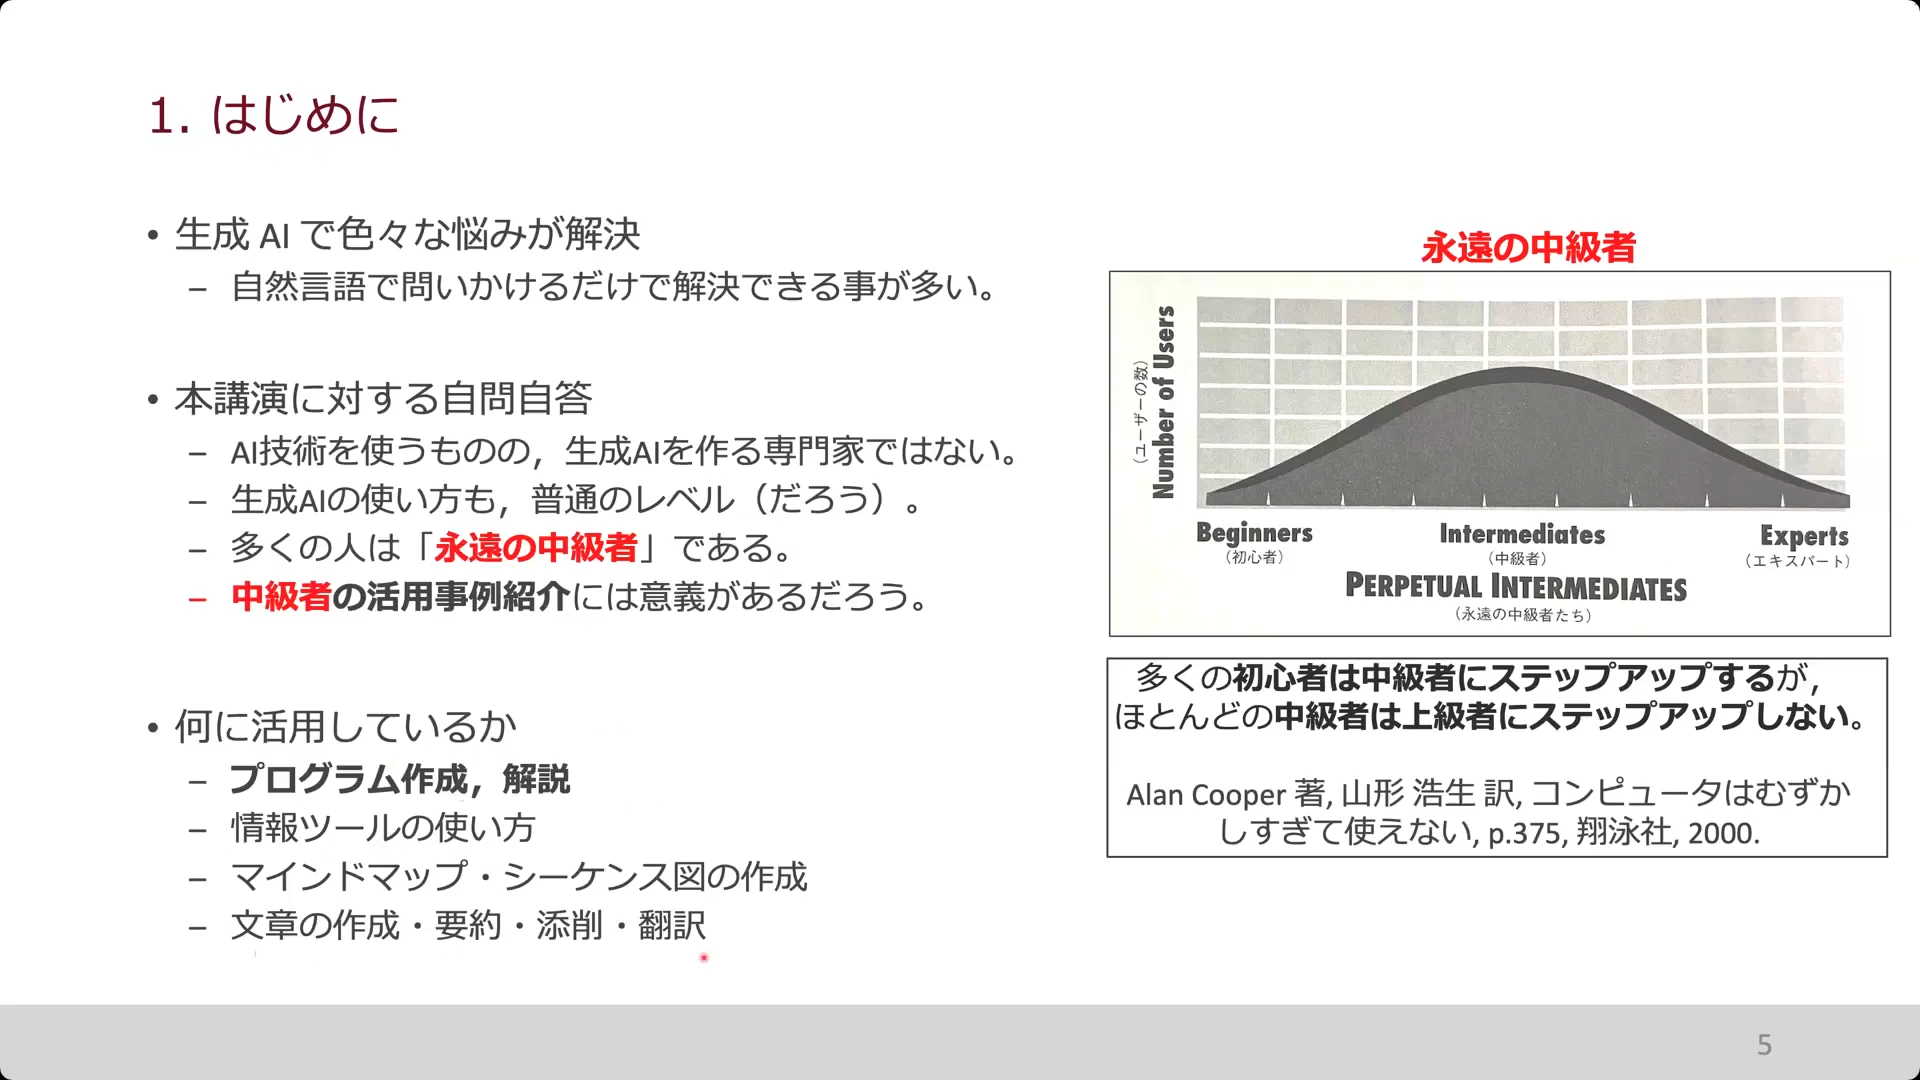 1. はじめに
• 生成 AI で色々な悩みが解決
– 自然言語で問いかけるだけで解決できる事が多い。
• 本講演に対する自問自答
– AI技術を使うものの，生成AIを作る専門家ではない。
– 生成AIの使い方も，普通のレベル（だろう）。
– 多くの人は「永遠の中級者」である。
– 中級者の活用事例紹介には意義があるだろう。
• 何に活用しているか
– プログラム作成，解説
– 情報ツールの使い方
– マインドマップ・シーケンス図の作成
– 文章の作成・要約・添削・翻訳
永遠の中級者
（ユーザーの数）
Number of Users
Beginners
（初心者）
Intermediates
（中級者）
Experts
（エキスパート）
PERPETUAL INTERMEDIATES
（永遠の中級者たち）
多くの初心者は中級者にステップアップするが，
ほとんどの中級者は上級者にステップアップしない。
Alan Cooper 著, 山形 浩生 訳, コンピュータはむずか
しすぎて使えない, p.375, 翔泳社, 2000.
5